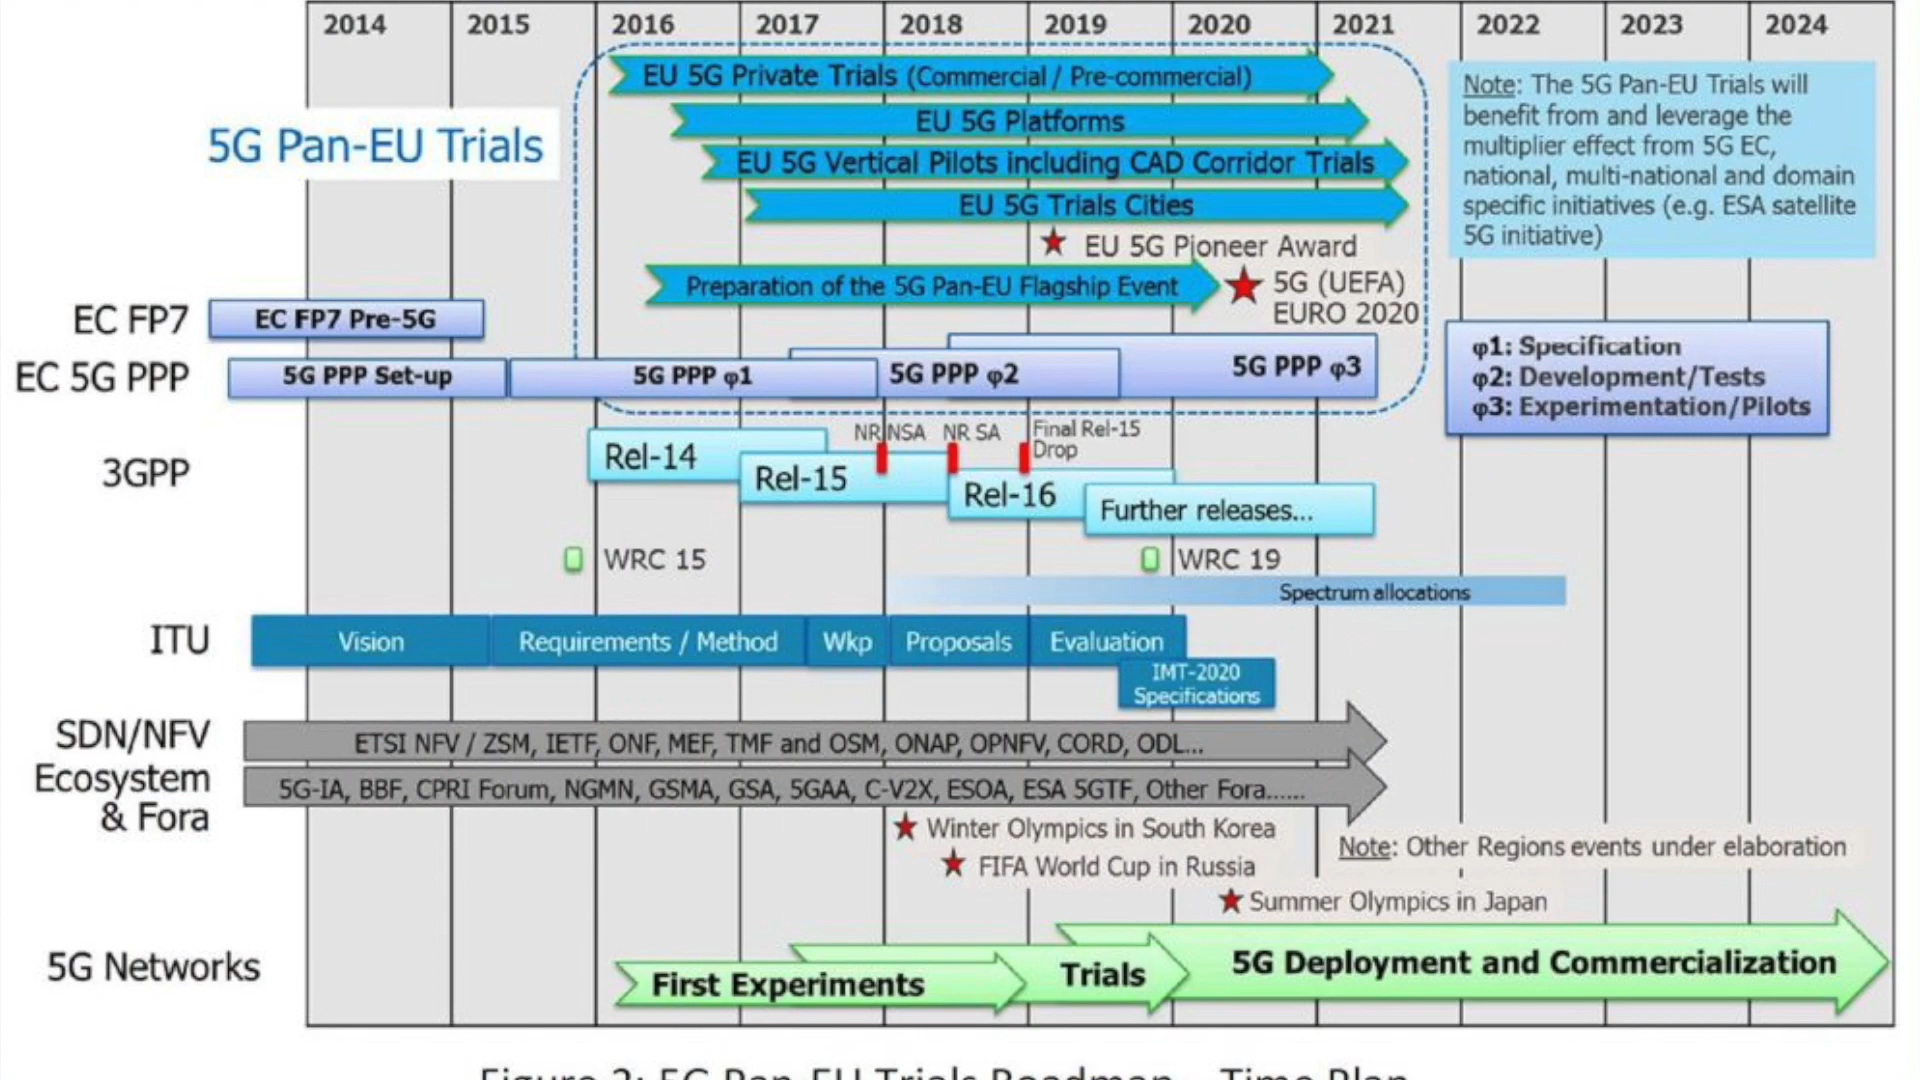 2014 2015 2016 2017 2018 2019 2020 2021 2022 2023 2024
5G Pan-EU Trials
EU 5G Private Trials (Commercial / Pre-commercial)
EU 5G Platforms
EU 5G Vertical Pilots including CAD Corridor Trials
EU 5G Trials Cities
EU 5G Pioneer Award
Preparation of the 5G Pan-EU Flagship Event
5G (UEFA)
EURO 2020
Note: The 5G Pan-EU Trials will
benefit from and leverage the
multiplier effect from 5G EC,
national, multi-national and domain
specific initiatives (e.g. ESA satellite
5G initiative)
EC FP7
EC FP7 Pre-5G
EC 5G PPP
5G PPP Set-up
5G PPP φ1
5G PPP φ2
5G PPP φ3
φ1: Specification
φ2: Development/Tests
φ3: Experimentation/Pilots
3GPP
Rel-14
Rel-15
NR NSA
NR SA
Final Rel-15
Drop
Rel-16
Further releases...
WRC 15
WRC 19
Spectrum allocations
ITU
Vision
Requirements / Method
Wkp
Proposals
Evaluation
IMT-2020
Specifications
SDN/NFV
ETSI NFV / ZSM, IETF, ONF, MEF, TMF and OSM, ONAP, OPNFV, CORD, ODL...
Ecosystem
& Fora
5G-IA, BBF, CPRI Forum, NGMN, GSMA, GSA, 5GAA, C-V2X, ESOA, ESA 5GTF, Other Fora......
Winter Olympics in South Korea
FIFA World Cup in Russia
Summer Olympics in Japan
Note: Other Regions events under elaboration
5G Networks
First Experiments
Trials
5G Deployment and Commercialization
Figure 2: 5G Pan-EU Trials Roadmap – Time Plan